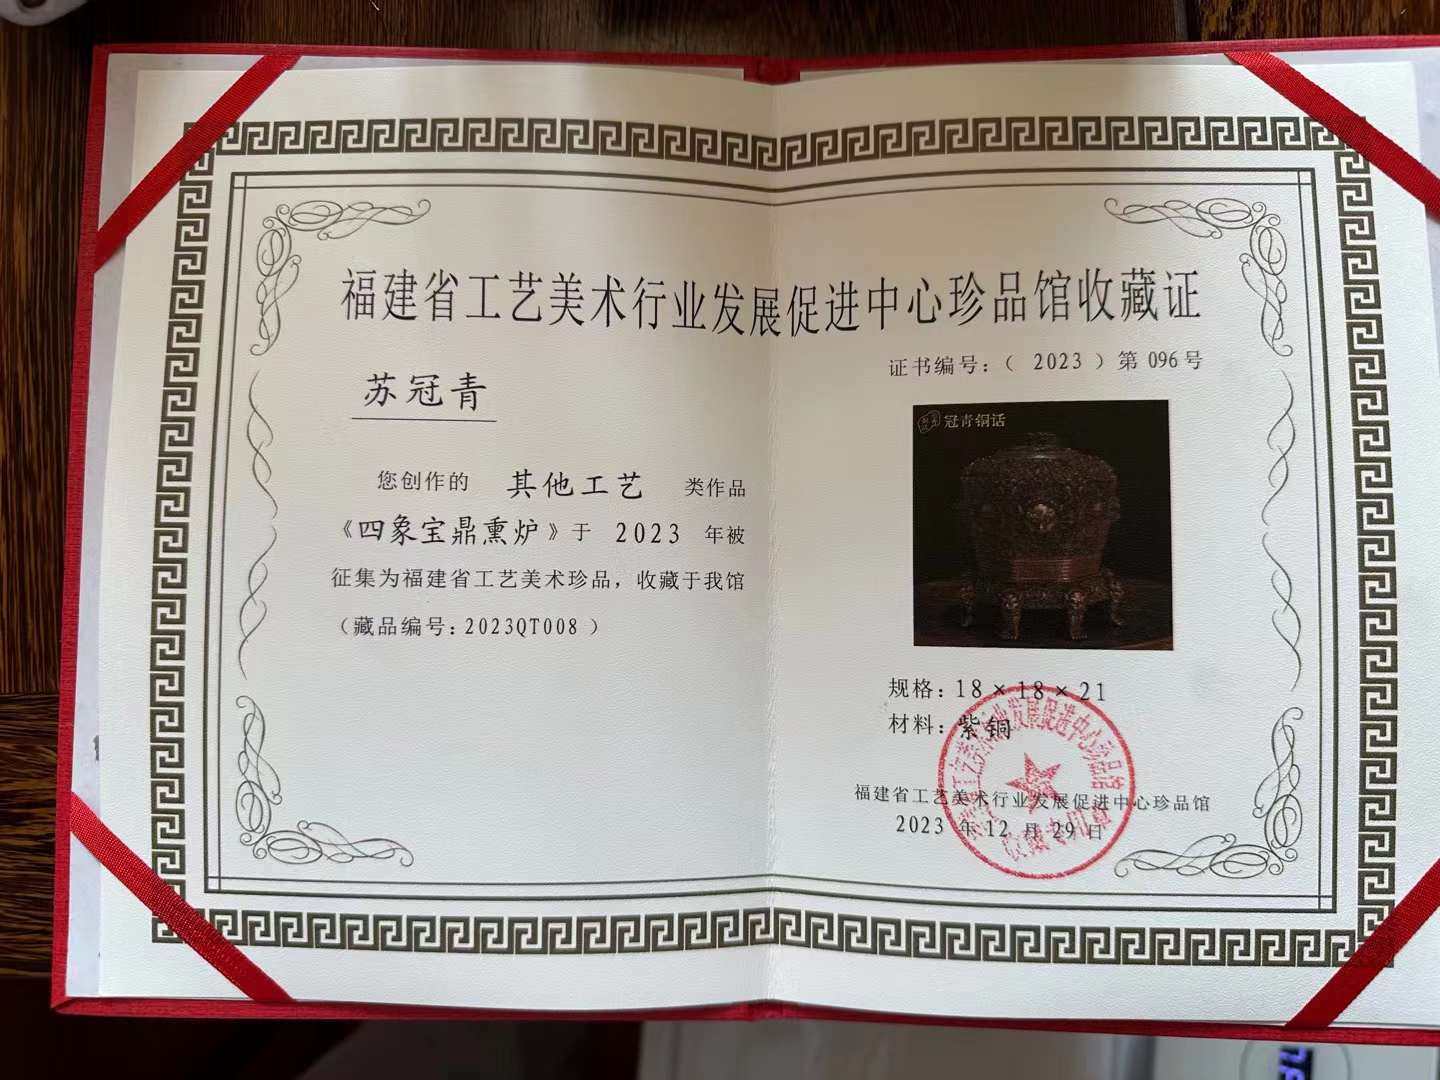 福建省工艺美术行业发展促进中心珍品馆收藏证
苏冠青
您创作的 其他工艺 类作品
《四象宝鼎熏炉》于 2023 年被
征集为福建省工艺美术珍品，收藏于我馆
（藏品编号：2023QT008 ）
证书编号：（ 2023 ）第 096 号
冠青铜话
规格：18×18×21
材料：紫铜
福建省工艺美术行业发展促进中心珍品馆
2023 年 12 月 29 日